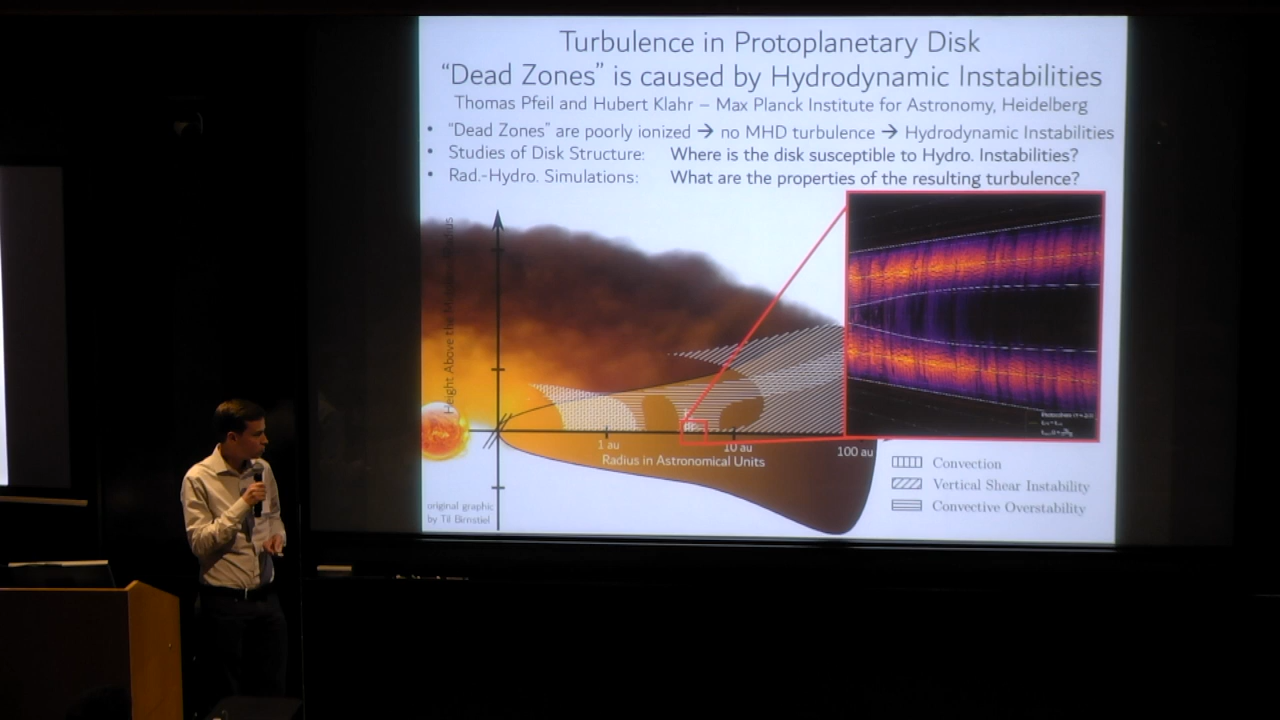 Turbulence in Protoplanetary Disk
“Dead Zones” is caused by Hydrodynamic Instabilities
Thomas Pfeil and Hubert Klahr – Max Planck Institute for Astronomy, Heidelberg
• “Dead Zones” are poorly ionized → no MHD turbulence → Hydrodynamic Instabilities
• Studies of Disk Structure: Where is the disk susceptible to Hydro. Instabilities?
• Rad.-Hydro. Simulations: What are the properties of the resulting turbulence?
Height Above the
1 au
10 au
100 au
Radius in Astronomical Units
Convection
Vertical Shear Instability
Convective Overstability
original graphic
by Til Birnstiel